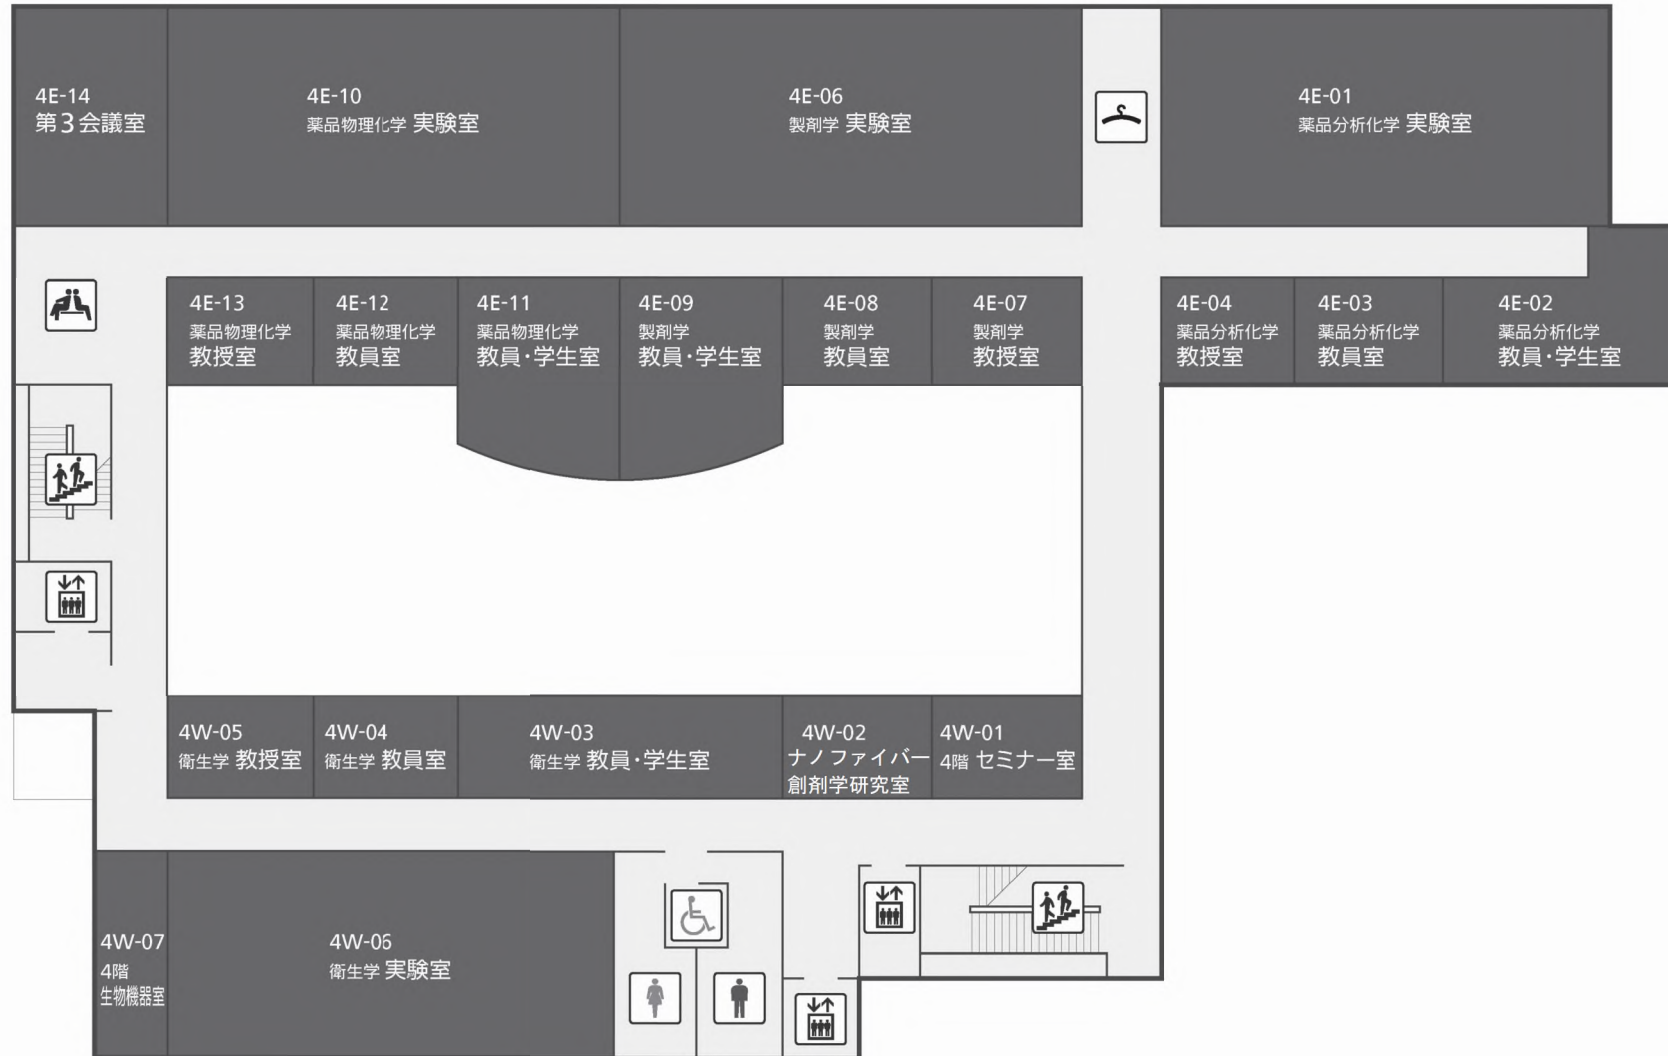 4E-14
第3会議室
4E-10
薬品物理化学 実験室
4E-06
製剤学 実験室
4E-01
薬品分析化学 実験室
4E-13
薬品物理化学
教授室
4E-12
薬品物理化学
教員室
4E-11
薬品物理化学
教員・学生室
4E-09
製剤学
教員・学生室
4E-08
製剤学
教員室
4E-07
製剤学
教授室
4E-04
薬品分析化学
教授室
4E-03
薬品分析化学
教員室
4E-02
薬品分析化学
教員・学生室
4W-05
衛生学 教授室
4W-04
衛生学 教員室
4W-03
衛生学 教員・学生室
4W-02
ナノファイバー
創剤学研究室
4W-01
4階 セミナー室
4W-07
4階
生物機器室
4W-06
衛生学 実験室